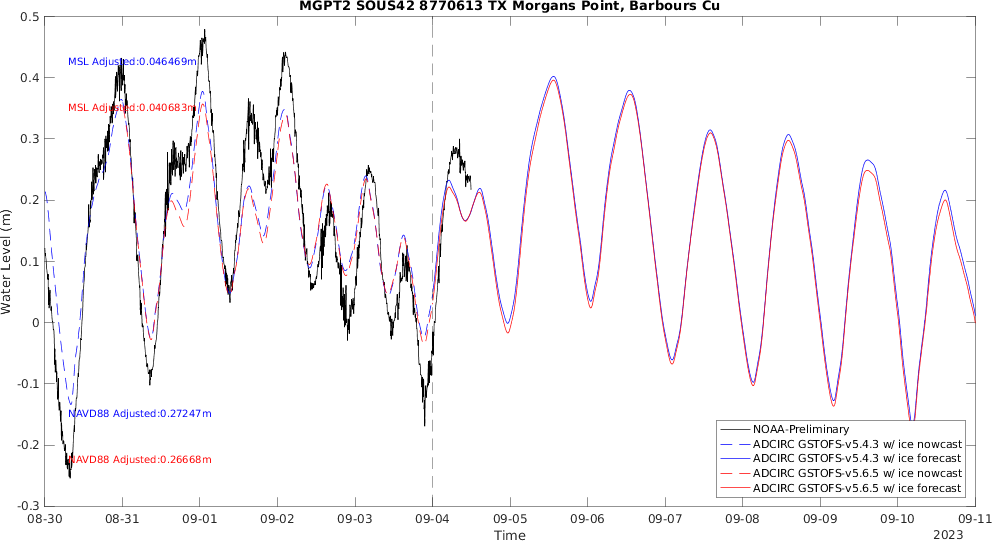 MGPT2 SOUS42 8770613 TX Morgans Point, Barbours Cu
0.5
0.4
0.3
0.2
0.1
0
-0.1
-0.2
-0.3
Water Level (m)
MSL Adjusted:0.046469m
MSL Adjusted:0.040683m
NAVD88 Adjusted:0.27247m
NAVD88 Adjusted:0.26668m
NOAA-Preliminary
ADCIRC GSTOFS-v5.4.3 w/ ice nowcast
ADCIRC GSTOFS-v5.4.3 w/ ice forecast
ADCIRC GSTOFS-v5.6.5 w/ ice nowcast
ADCIRC GSTOFS-v5.6.5 w/ ice forecast
08-30 08-31 09-01 09-02 09-03 09-04 09-05 09-06 09-07 09-08 09-09 09-10 09-11
Time
2023